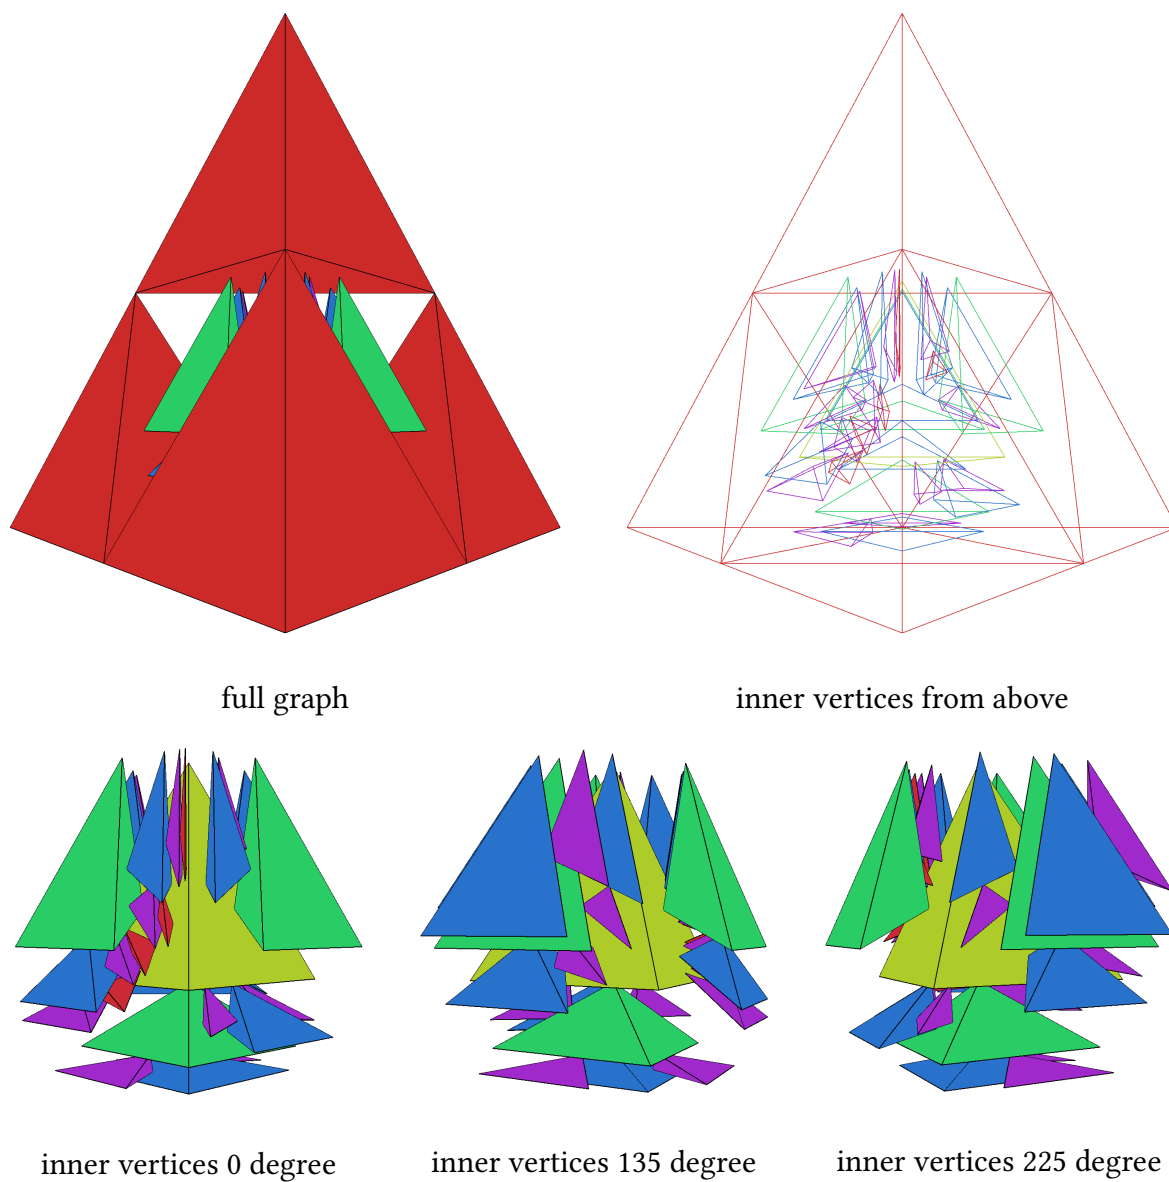 full graph
inner vertices from above
inner vertices 0 degree
inner vertices 135 degree
inner vertices 225 degree